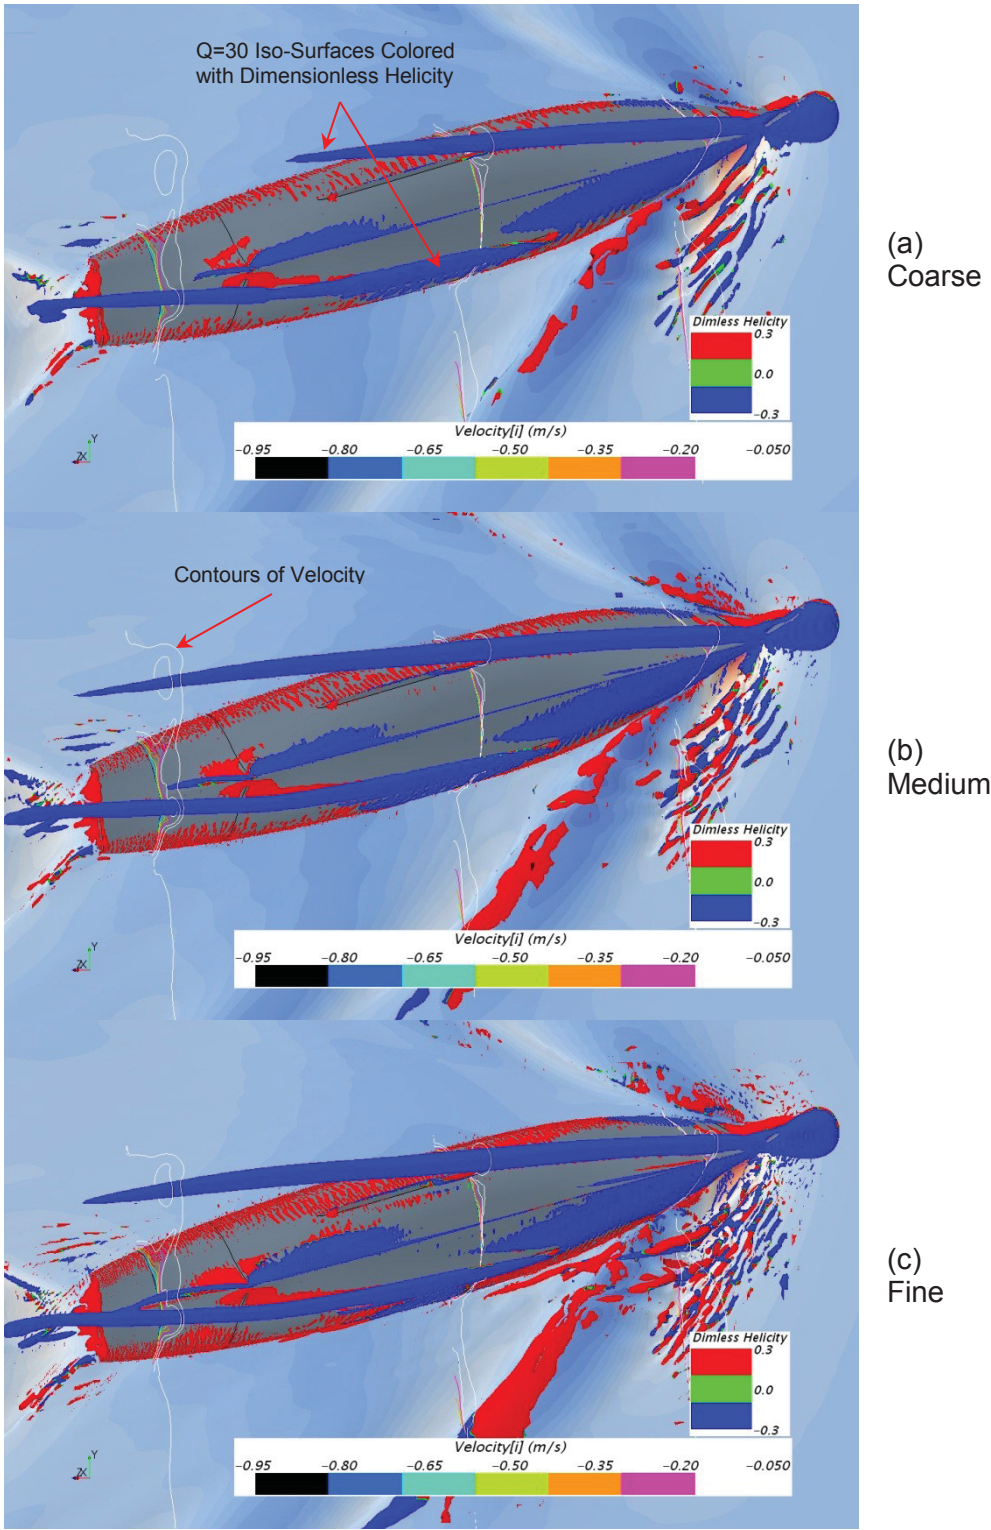 Q=30 Iso-Surfaces Colored
with Dimensionless Helicity
(a)
Coarse
Dimless Helicity
0.3
0.0
-0.3
Velocity[i] (m/s)
-0.95 -0.80 -0.65 -0.50 -0.35 -0.20 -0.050
Y
ZX
Contours of Velocity
(b)
Medium
Dimless Helicity
0.3
0.0
-0.3
Velocity[i] (m/s)
-0.95 -0.80 -0.65 -0.50 -0.35 -0.20 -0.050
Y
ZX
(c)
Fine
Dimless Helicity
0.3
0.0
-0.3
Velocity[i] (m/s)
-0.95 -0.80 -0.65 -0.50 -0.35 -0.20 -0.050
Y
ZX